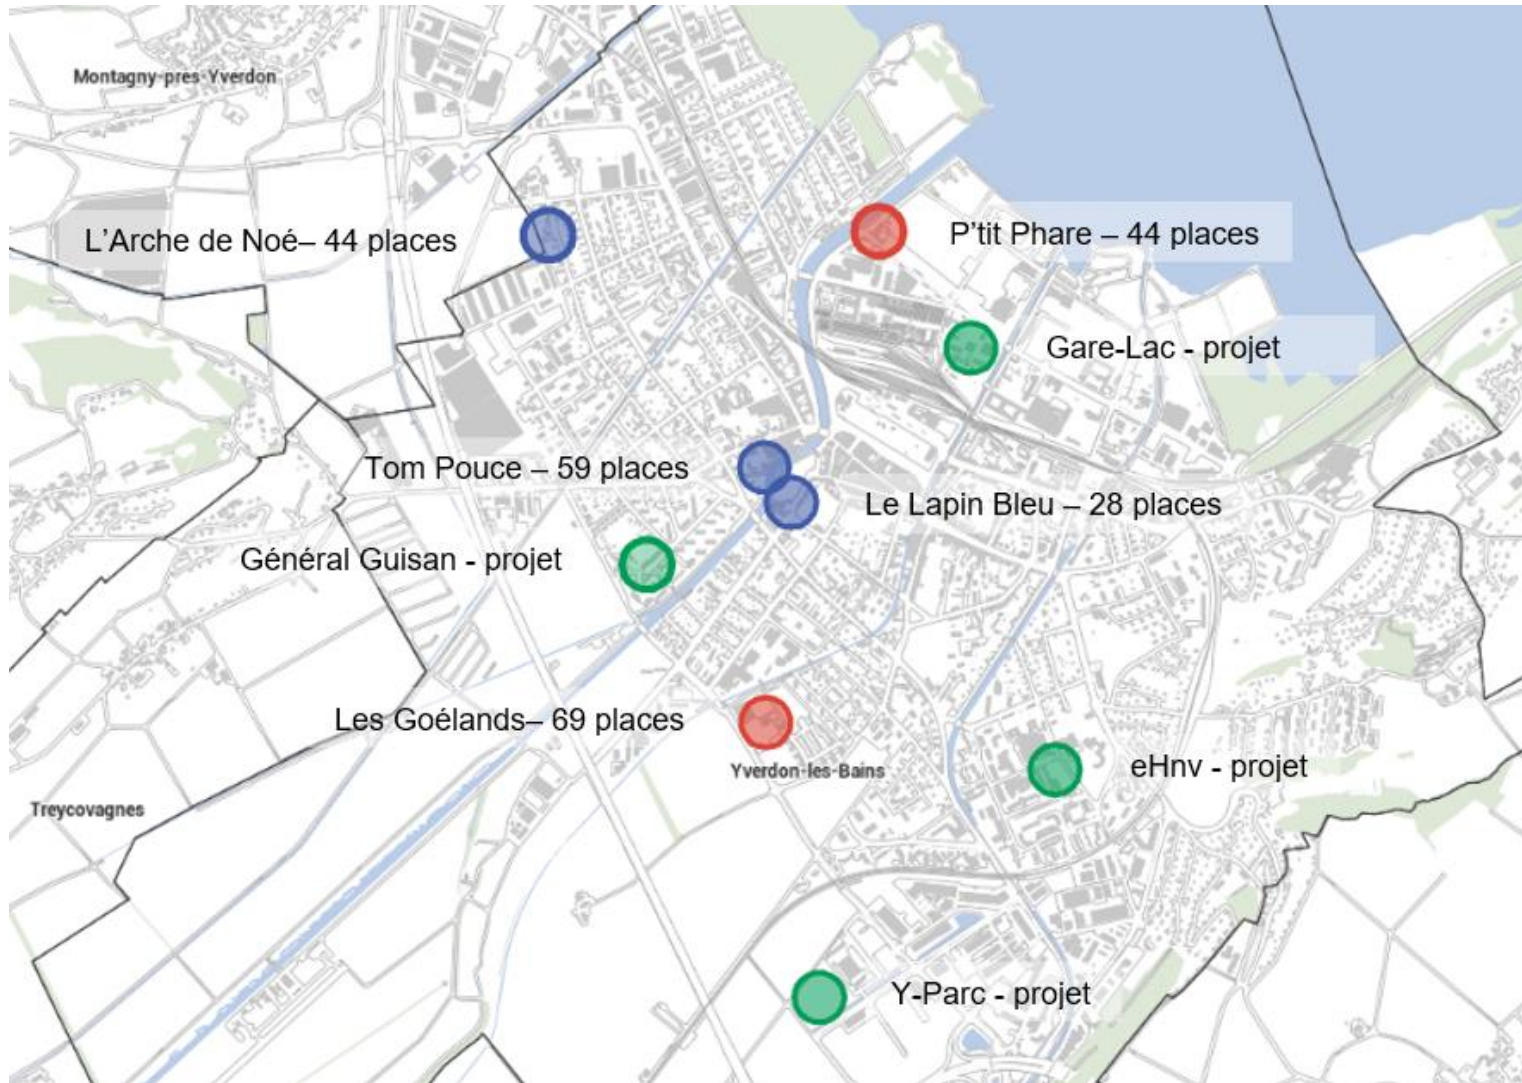 Montagny-près-Yverdon
L'Arche de Noé– 44 places
P'tit Phare – 44 places
Gare-Lac - projet
Tom Pouce – 59 places
Le Lapin Bleu – 28 places
Général Guisan - projet
Les Goélands– 69 places
Yverdon-les-Bains
eHnv - projet
Treycovagnes
Y-Parc - projet